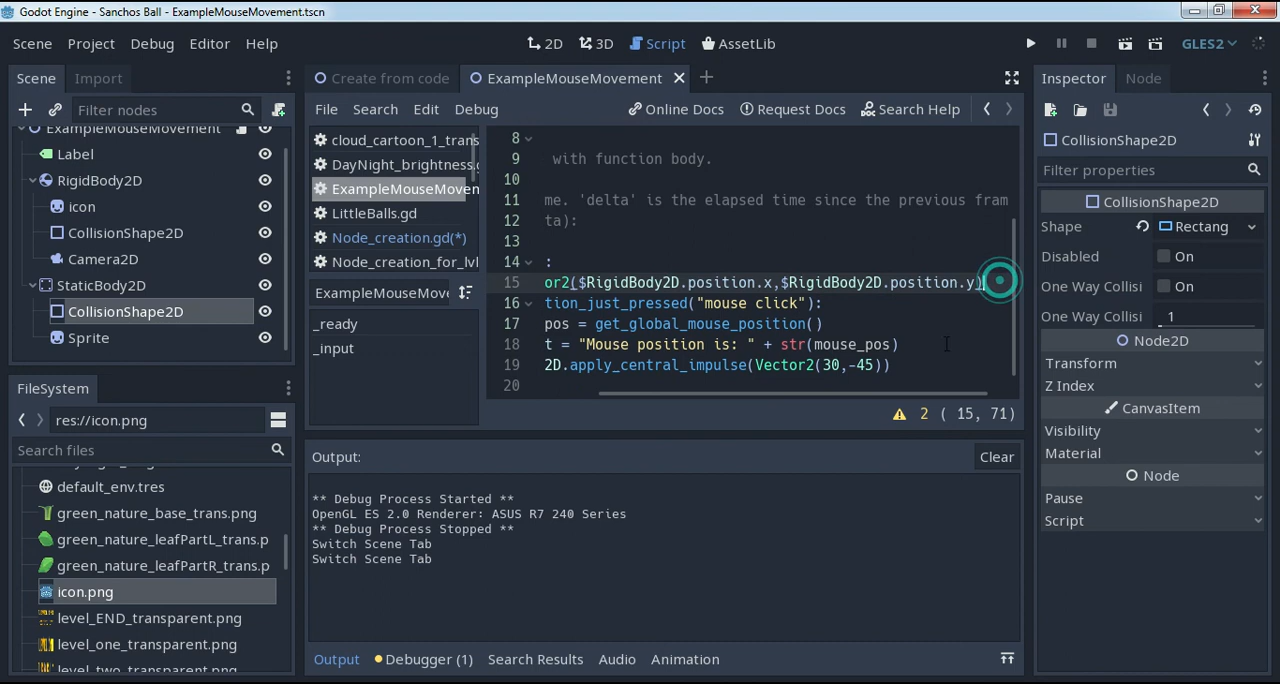 Godot Engine - Sanchos Ball - ExampleMouseMovement.tscn
Scene Project Debug Editor Help
2D 3D Script AssetLib
GLES2
Scene Import
Filter nodes
ExampleMouseMovement
Label
RigidBody2D
icon
CollisionShape2D
Camera2D
StaticBody2D
CollisionShape2D
Sprite
FileSystem
res://icon.png
Search files
default_env.tres
green_nature_base_trans.png
green_nature_leafPartL_trans.p
green_nature_leafPartR_trans.p
icon.png
level_END_transparent.png
level_one_transparent.png
level_two_transparent.png
Create from code ExampleMouseMovement
File Search Edit Debug
Online Docs Request Docs Search Help
cloud_cartoon_1_trans
DayNight_brightness.g
ExampleMouseMoven
LittleBalls.gd
Node_creation.gd(*)
Node_creation_for_lvl
ExampleMouseMove
_ready
_input
8
9 with function body.
10
11 me. 'delta' is the elapsed time since the previous fram
12 ta):
13
14 :
15 or2($RigidBody2D.position.x,$RigidBody2D.position.y)
16 tion_just_pressed("mouse click"):
17 pos = get_global_mouse_position()
18 t = "Mouse position is: " + str(mouse_pos)
19 2D.apply_central_impulse(Vector2(30,-45))
20
2 ( 15, 71)
Output:
Clear
** Debug Process Started **
OpenGL ES 2.0 Renderer: ASUS R7 240 Series
** Debug Process Stopped **
Switch Scene Tab
Switch Scene Tab
Output Debugger (1) Search Results Audio Animation
Inspector Node
CollisionShape2D
Filter properties
CollisionShape2D
Shape Rectang
Disabled On
One Way Collisi On
One Way Collisi 1
Node2D
Transform
Z Index
CanvasItem
Visibility
Material
Node
Pause
Script